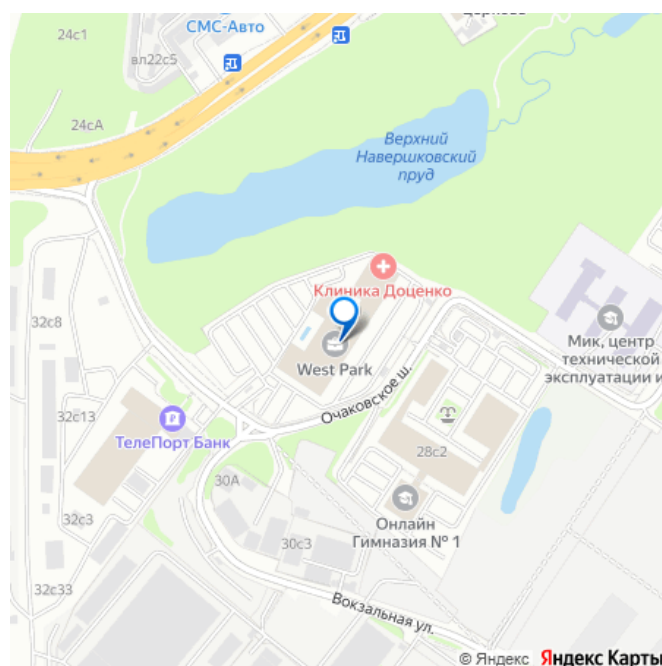 24с1
СМС-Авто
вл22с5
24сА
Верхний
Навершковский
пруд
Клиника Доценко
32с8
West Park
Мик, центр
технической
эксплуатации и
Очаковское ш.
32с13
ТелеПорт Банк
28с2
30А
Онлайн
Гимназия № 1
32с3
30с3
32с33
Вокзальная ул.
© Яндекс Яндекс Карты